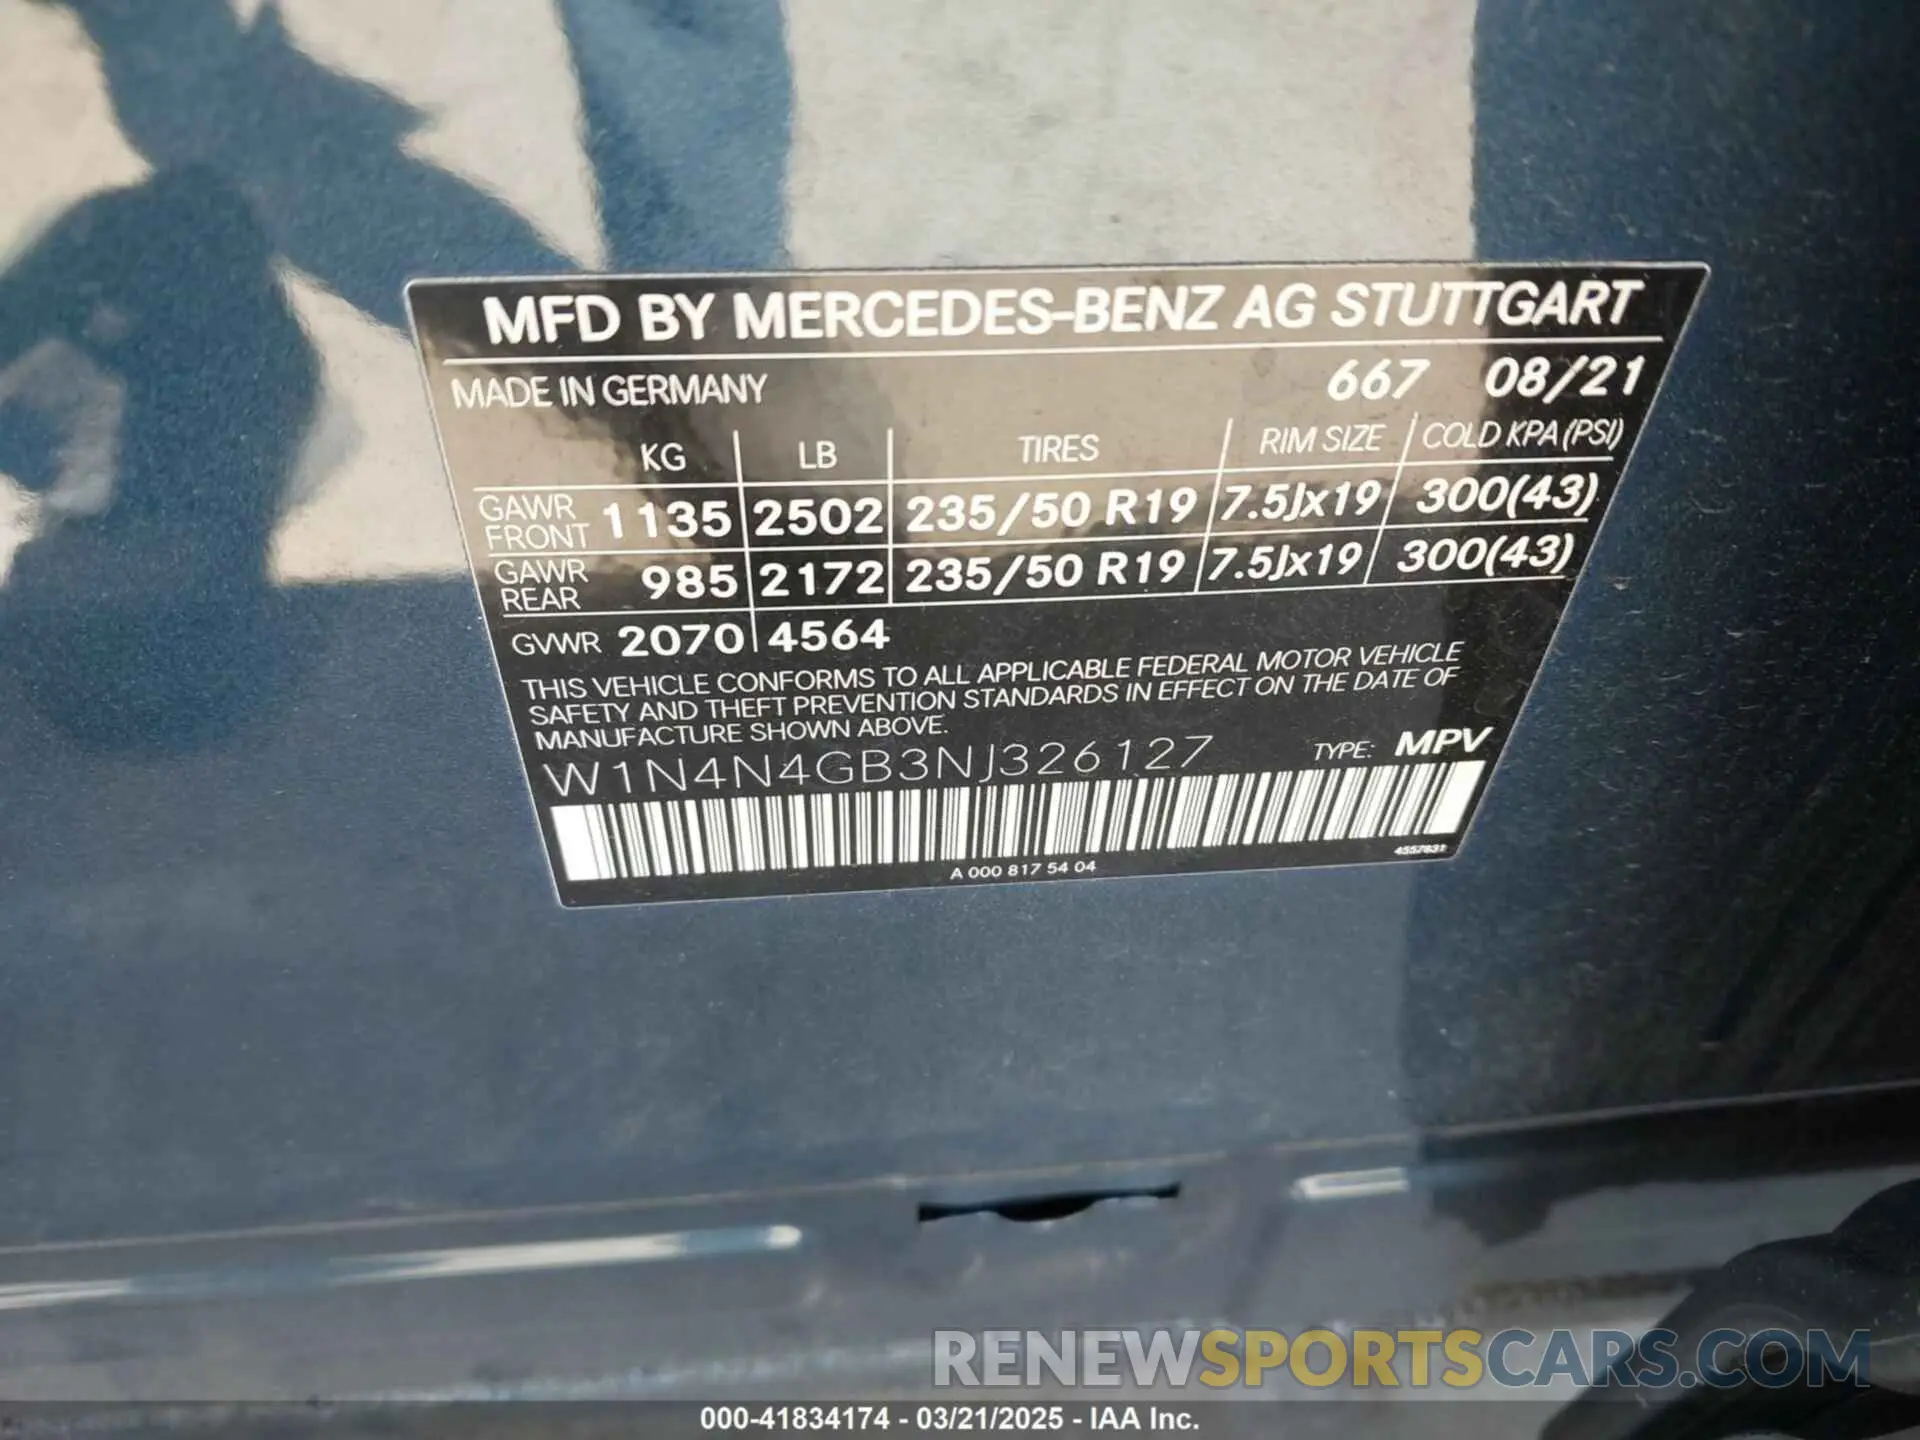 MFD BY MERCEDES-BENZ AG STUTTGART
MADE IN GERMANY 667 08/21
KG LB TIRES RIM SIZE COLD KPA (PSI)
GAWR FRONT 1135 2502 235/50 R19 7.5Jx19 300(43)
GAWR REAR 985 2172 235/50 R19 7.5Jx19 300(43)
GVWR 2070 4564
THIS VEHICLE CONFORMS TO ALL APPLICABLE FEDERAL MOTOR VEHICLE
SAFETY AND THEFT PREVENTION STANDARDS IN EFFECT ON THE DATE OF
MANUFACTURE SHOWN ABOVE.
W1N4N4GB3NJ326127 TYPE: MPV
A 000 817 54 04 4557631
RENEWSPORTSCARS.COM
000-41834174 - 03/21/2025 - IAA Inc.